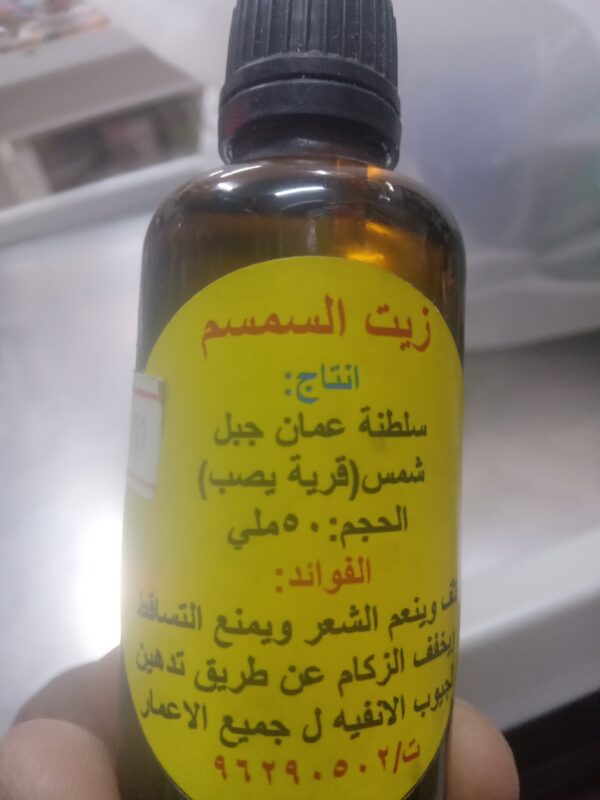 زيت السمسم
انتاج:
سلطنة عمان جبل
شمس(قرية يصب)
الحجم:٥٠ملي
الفوائد:
وينعم الشعر ويمنع التساقط
ويخفف الزكام عن طريق تدهين
الجيوب الانفيه ل جميع الاعمار
ت/٩٦٢٩٠٥٠٢